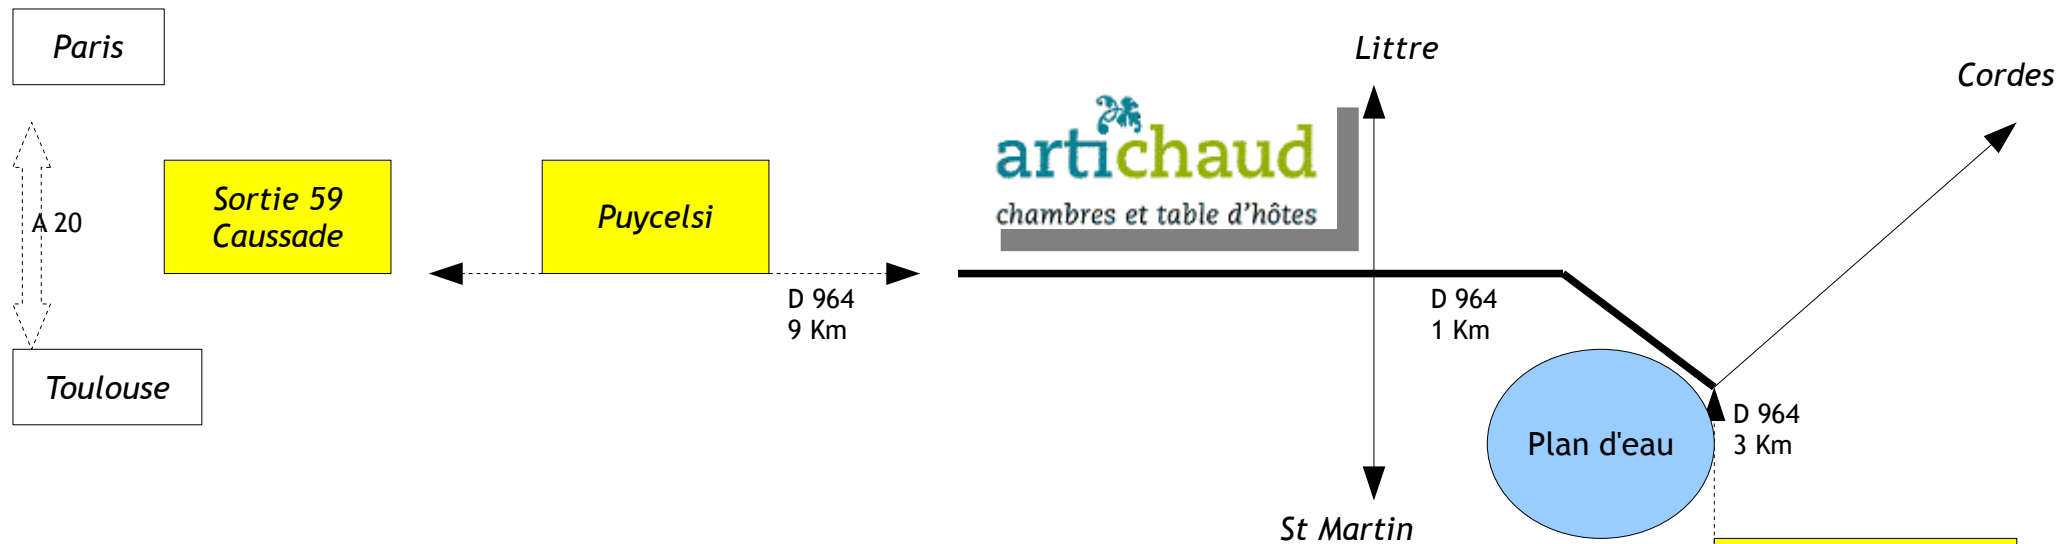 Paris
Littre
Cordes
artichaud
chambres et table d'hôtes
Sortie 59
Caussade
Puycelsi
A 20
D 964
9 Km
D 964
1 Km
Toulouse
D 964
3 Km
Plan d'eau
St Martin